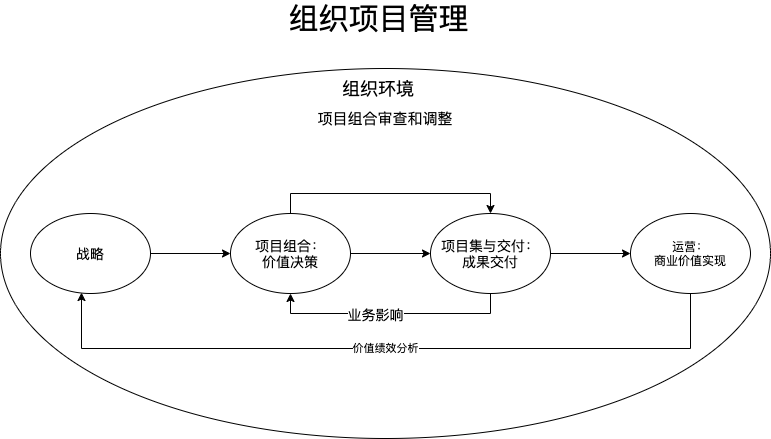 组织项目管理
组织环境
项目组合审查和调整
战略
项目组合：
价值决策
项目集与交付：
成果交付
运营：
商业价值实现
业务影响
价值绩效分析